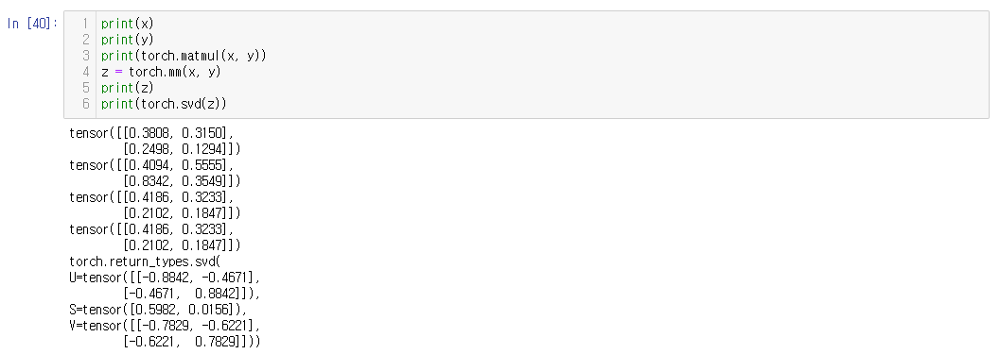 In [40]:
1 print(x)
2 print(y)
3 print(torch.matmul(x, y))
4 z = torch.mm(x, y)
5 print(z)
6 print(torch.svd(z))
tensor([[0.3808, 0.3150],
        [0.2498, 0.1294]])
tensor([[0.4094, 0.5555],
        [0.8342, 0.3549]])
tensor([[0.4186, 0.3233],
        [0.2102, 0.1847]])
tensor([[0.4186, 0.3233],
        [0.2102, 0.1847]])
torch.return_types.svd(
U=tensor([[-0.8842, -0.4671],
        [-0.4671,  0.8842]]),
S=tensor([0.5982, 0.0156]),
V=tensor([[-0.7829, -0.6221],
        [-0.6221,  0.7829]]))